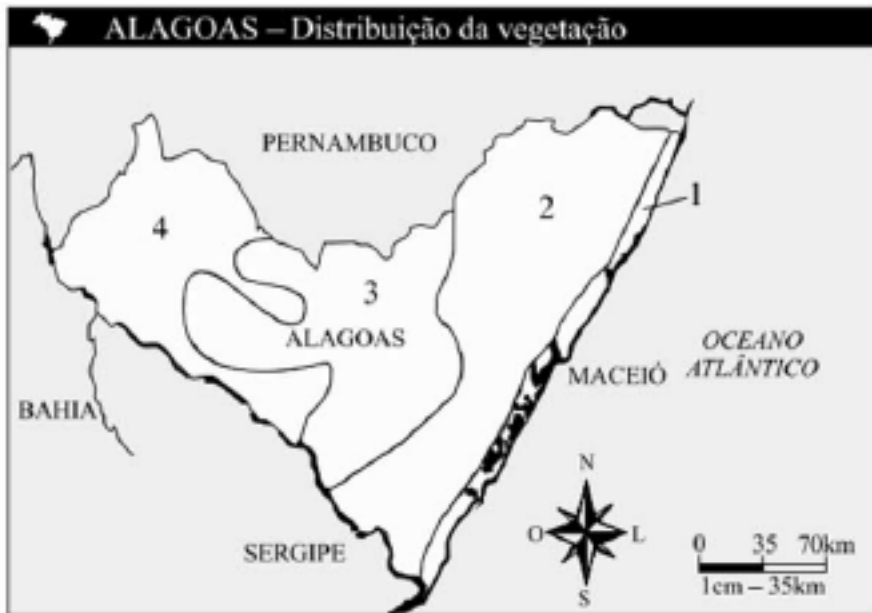 ALAGOAS – Distribuição da vegetação
PERNAMBUCO
1
2
4
3
ALAGOAS
OCEANO
ATLÂNTICO
MACEIÓ
BAHIA
N
O
L
S
SERGIPE
0 35 70km
1cm – 35km